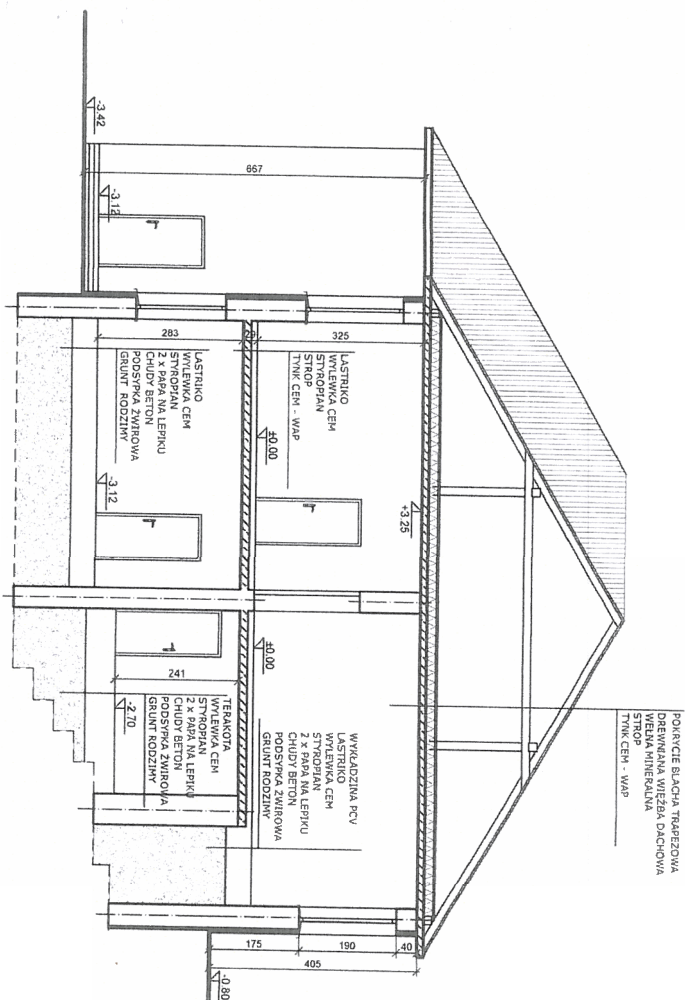 POKRYCIE BLACHA TRAPEZOWA
DREWNIANA WIĘŹBA DACHOWA
WEŁNA MINERALNA
STROP
TYNK CEM - WAP
+3.25
LASTRIKO
WYLEWKA CEM
STYROPIAN
STROP
TYNK CEM - WAP
±0.00
±0.00
WYKŁADZINA PCV
LASTRIKO
WYLEWKA CEM
STYROPIAN
2 x PAPA NA LEPIKU
CHUDY BETON
PODSYPKA ŻWIROWA
GRUNT RODZIMY
40
190
175
405
-0.80
667
325
29
283
-3.42
-3.12
LASTRIKO
WYLEWKA CEM
STYROPIAN
2 x PAPA NA LEPIKU
CHUDY BETON
PODSYPKA ŻWIROWA
GRUNT RODZIMY
-3.12
241
-2.70
TERAKOTA
WYLEWKA CEM
STYROPIAN
2 x PAPA NA LEPIKU
CHUDY BETON
PODSYPKA ŻWIROWA
GRUNT RODZIMY